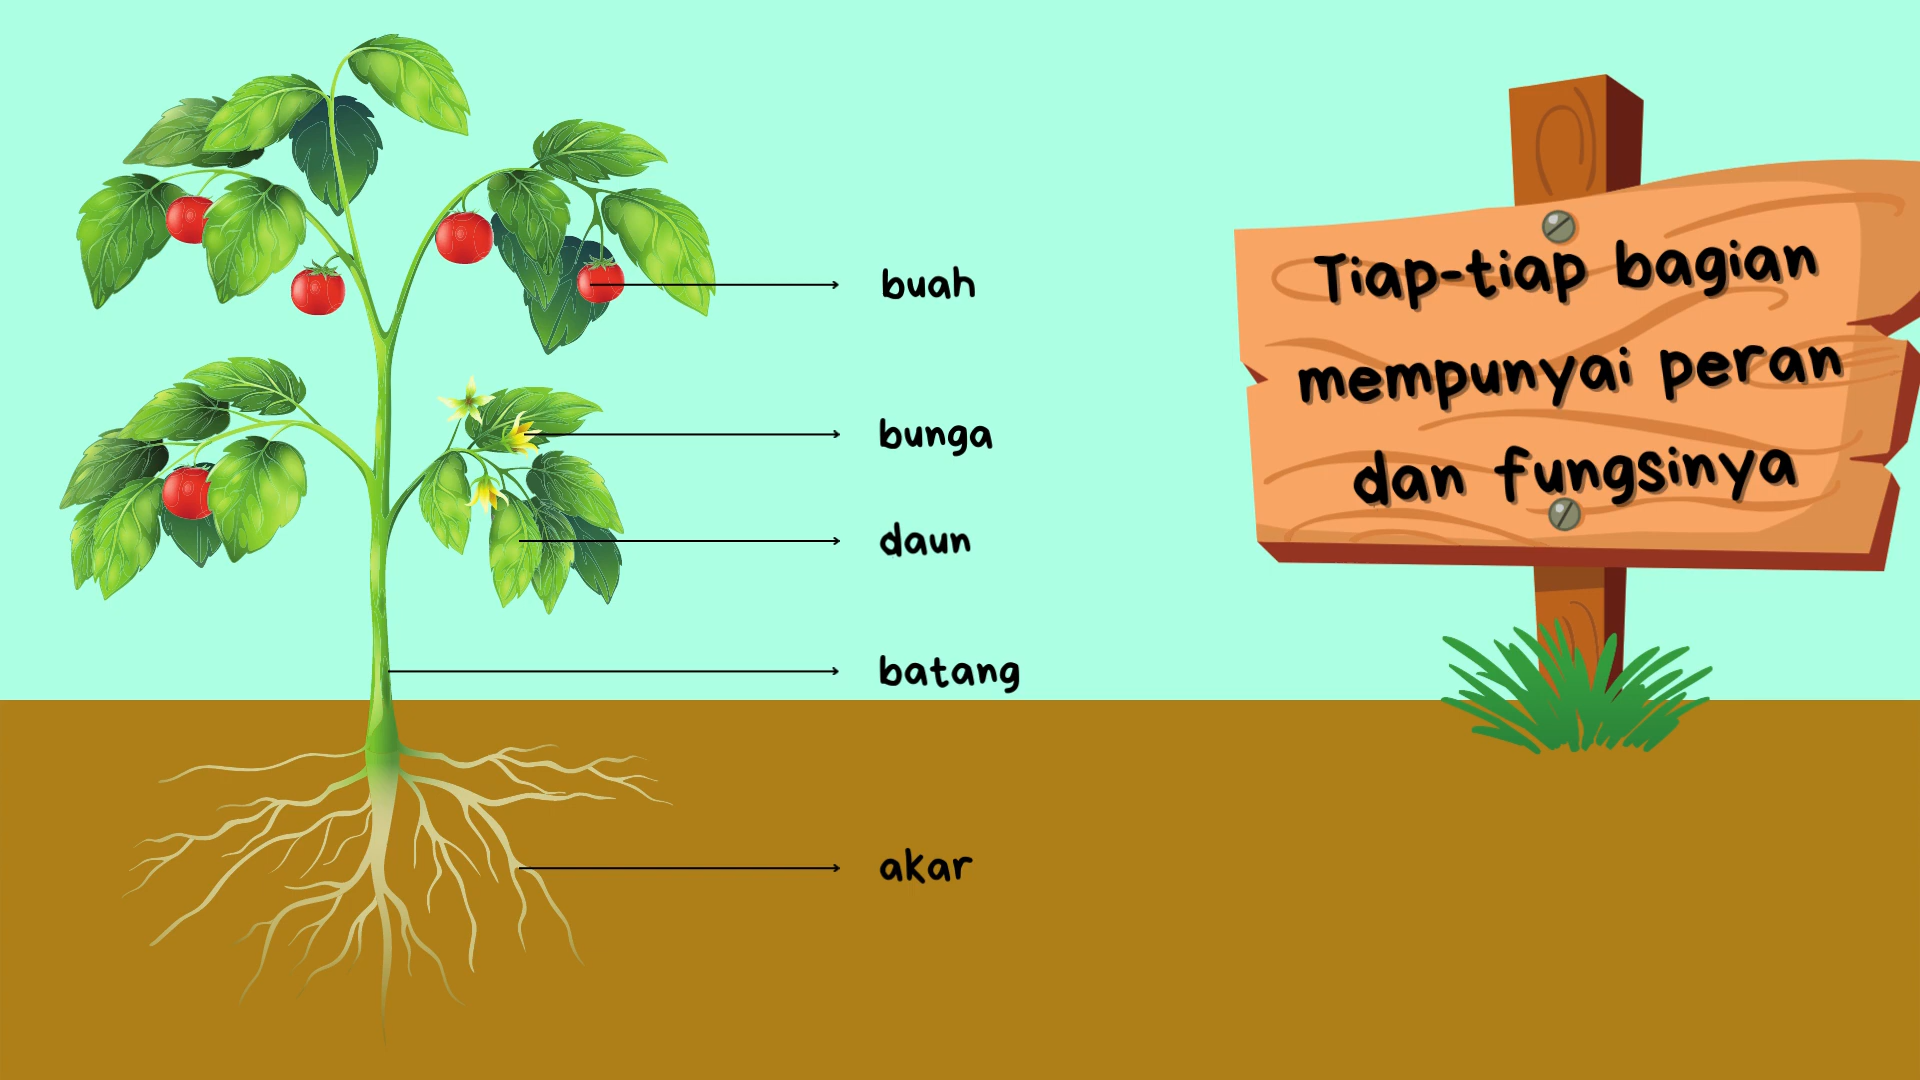 buah
bunga
daun
batang
akar
Tiap-tiap bagian
mempunyai peran
dan fungsinya